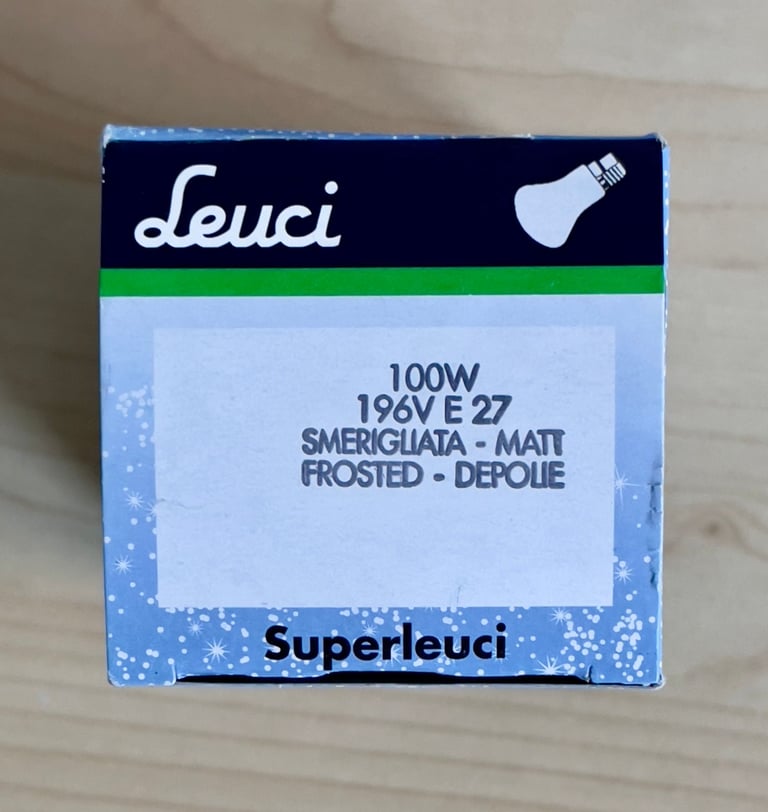 Leuci
100W
196V E 27
SMERIGLIATA - MATT
FROSTED - DEPOLIE
Superleuci